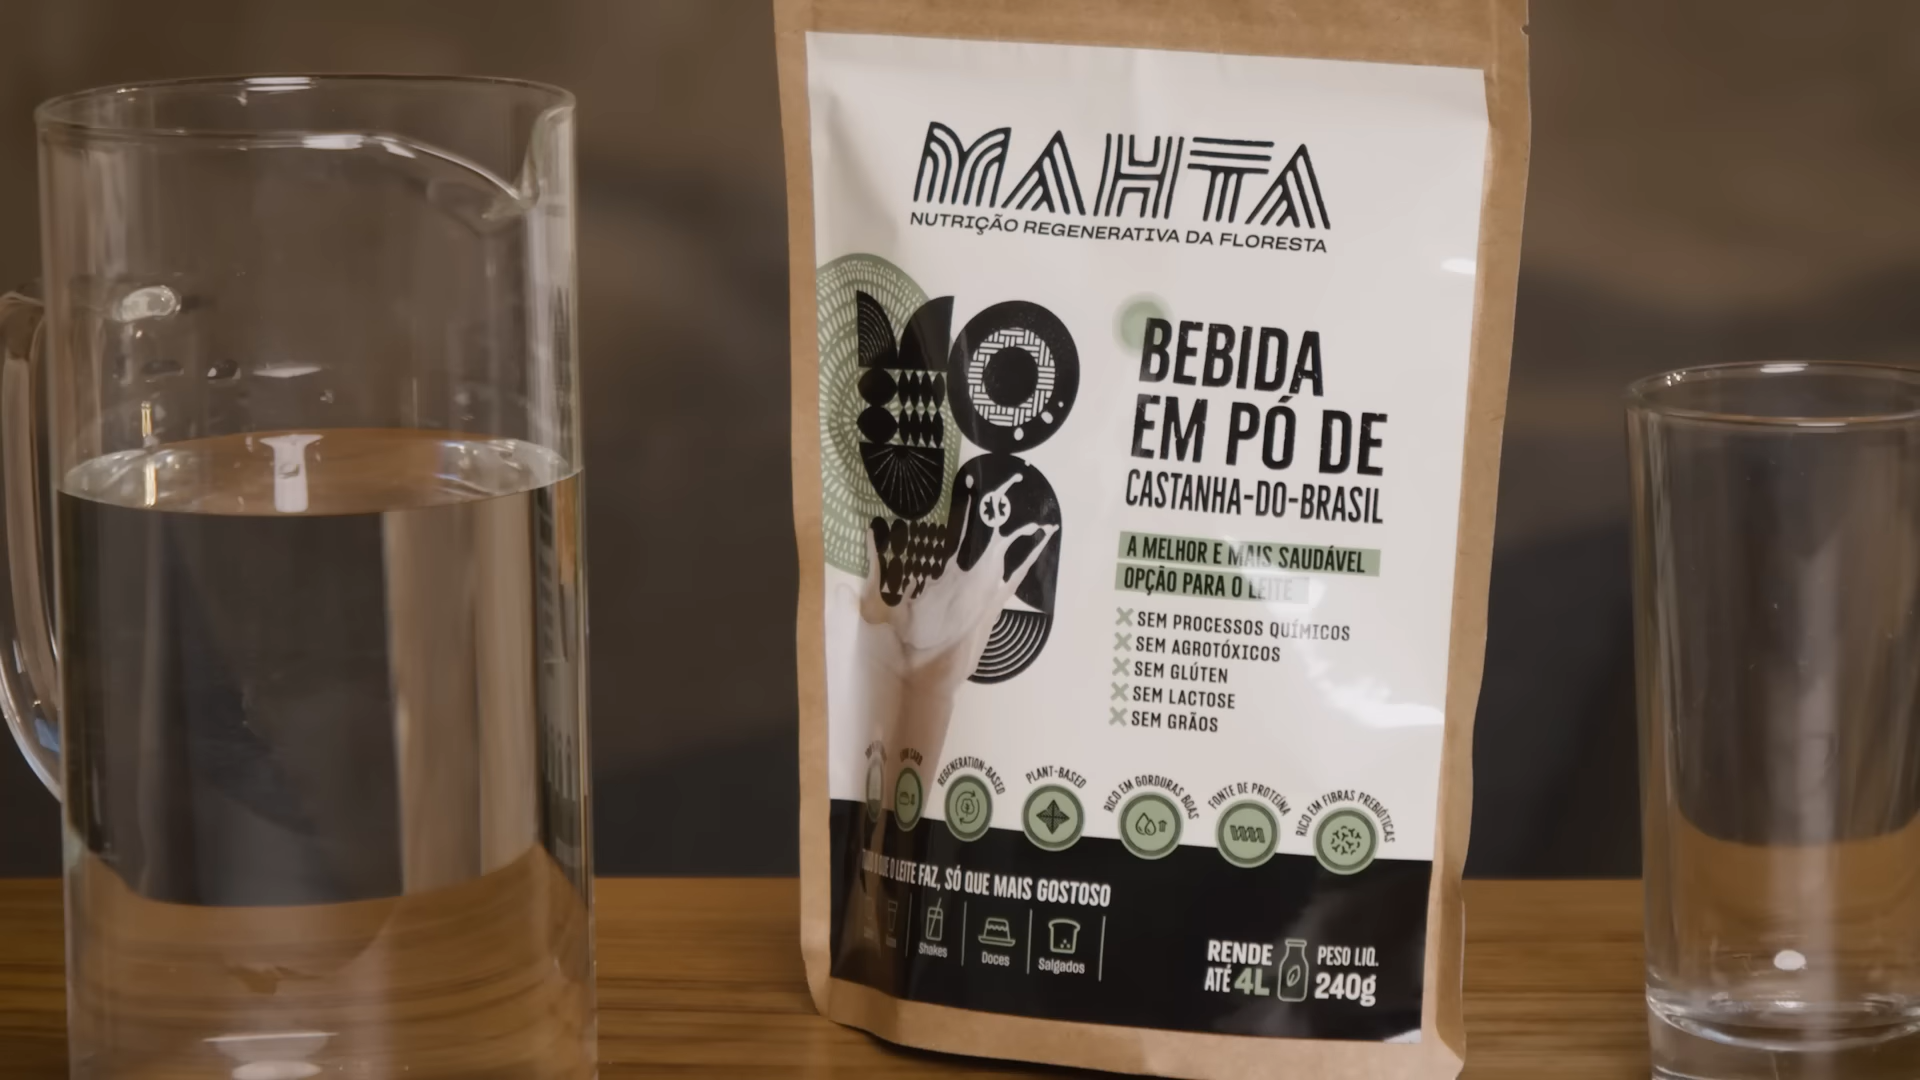 MAHTA
NUTRIÇÃO REGENERATIVA DA FLORESTA
BEBIDA
EM PÓ DE
CASTANHA-DO-BRASIL
A MELHOR E MAIS SAUDÁVEL
OPÇÃO PARA O LEITE
SEM PROCESSOS QUÍMICOS
SEM AGROTÓXICOS
SEM GLÚTEN
SEM LACTOSE
SEM GRÃOS
LOW CARB
REGENERATION-BASED
PLANT-BASED
RICO EM GORDURAS BOAS
FONTE DE PROTEÍNA
RICO EM FIBRAS PREBIÓTICAS
O LEITE FAZ, SÓ QUE MAIS GOSTOSO
Shakes
Doces
Salgados
RENDE
ATÉ 4L
PESO LIQ.
240g